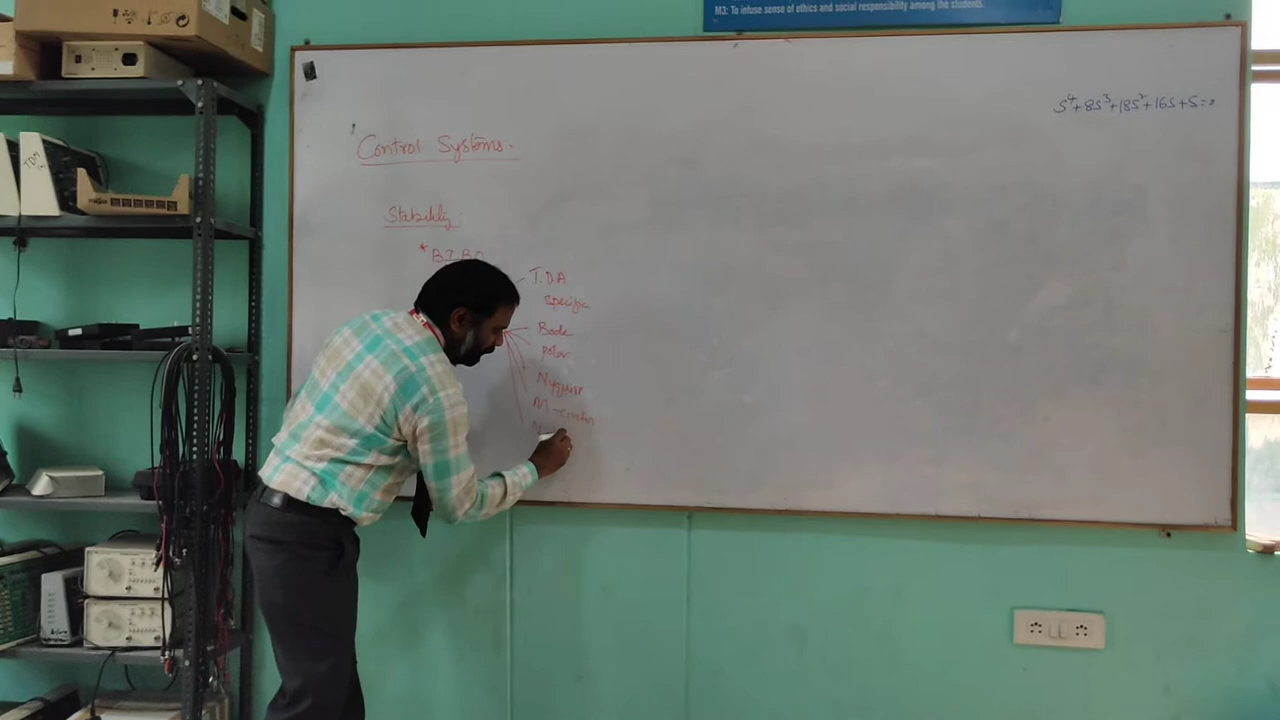 M3: To infuse sense of ethics and social responsibility among the students.
S⁴+8S³+18S²+16S+5=0
Control Systems.
Stability:
* B.I.B.O
T.D.A
Specific
Bode
polar
Nyquist
M - Circles
N
TDM